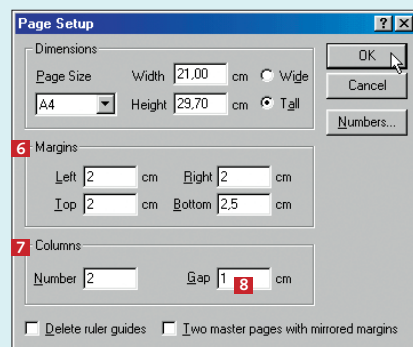 Page Setup
Dimensions
Page Size Width 21,00 cm Wide
A4 Height 29,70 cm Tall
OK
Cancel
Numbers...
6 Margins
Left 2 cm Right 2 cm
Top 2 cm Bottom 2,5 cm
7 Columns
Number 2 Gap 1 8 cm
Delete ruler guides Two master pages with mirrored margins